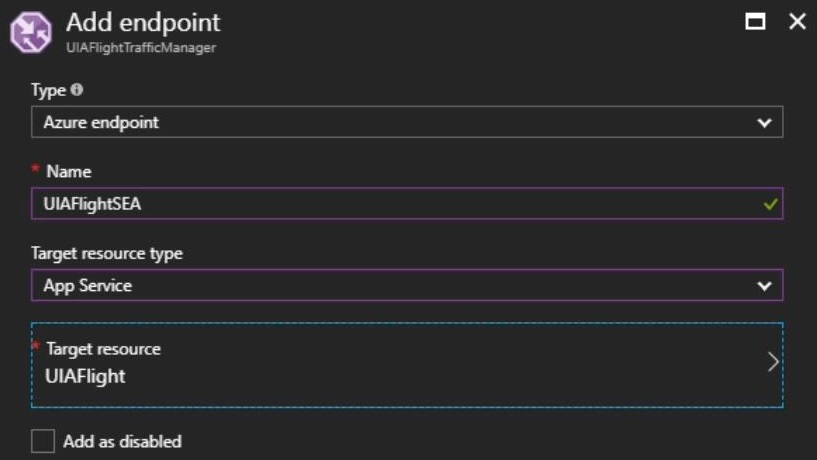 Add endpoint
UIAFlightTrafficManager
Type
Azure endpoint
* Name
UIAFlightSEA
Target resource type
App Service
* Target resource
UIAFlight
Add as disabled